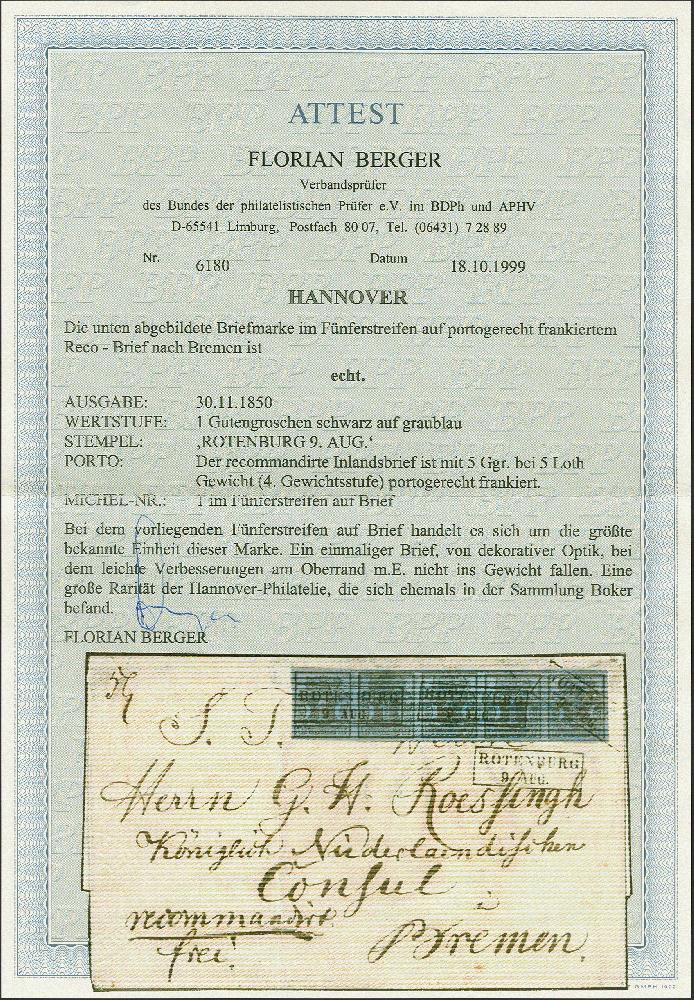 ATTEST
FLORIAN BERGER
Verbandsprüfer
des Bundes der philatelistischen Prüfer e.V. im BDPh und APHV
D-65541 Limburg, Postfach 80 07, Tel. (06431) 7 28 89
Nr. 6180 Datum 18.10.1999
HANNOVER
Die unten abgebildete Briefmarke im Fünferstreifen auf portogerecht frankiertem
Reco - Brief nach Bremen ist
echt.
AUSGABE: 30.11.1850
WERTSTUFE: 1 Gutengroschen schwarz auf graublau
STEMPEL: ‚ROTENBURG 9. AUG.‘
PORTO: Der recommandirte Inlandsbrief ist mit 5 Ggr. bei 5 Loth
Gewicht (4. Gewichtsstufe) portogerecht frankiert.
MICHEL-NR.: 1 im Fünferstreifen auf Brief
Bei dem vorliegenden Fünferstreifen auf Brief handelt es sich um die größte
bekannte Einheit dieser Marke. Ein einmaliger Brief, von dekorativer Optik, bei
dem leichte Verbesserungen am Oberrand m.E. nicht ins Gewicht fallen. Eine
große Rarität der Hannover-Philatelie, die sich ehemals in der Sammlung Boker
befand.
FLORIAN BERGER
S. T.
ROTENBURG
9 AUG.
Herrn G. H. Roessingh
Königlich Niederlaendischen
Consul
recommandirt
frei
Bremen